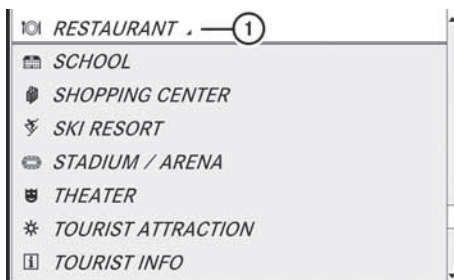 RESTAURANT 1
SCHOOL
SHOPPING CENTER
SKI RESORT
STADIUM / ARENA
THEATER
TOURIST ATTRACTION
TOURIST INFO